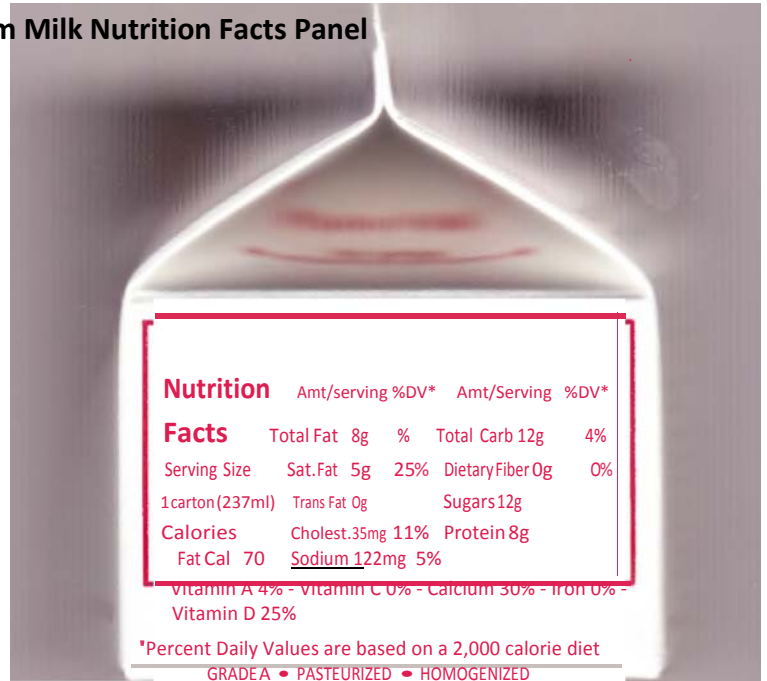 m Milk Nutrition Facts Panel
Nutrition Amt/serving %DV* Amt/Serving %DV*
Facts Total Fat 8g % Total Carb 12g 4%
Serving Size Sat.Fat 5g 25% Dietary Fiber 0g 0%
1 carton (237ml) Trans Fat 0g Sugars 12g
Calories Cholest. 35mg 11% Protein 8g
Fat Cal 70 Sodium 122mg 5%
Vitamin A 4% - Vitamin C 0% - Calcium 30% - Iron 0% -
Vitamin D 25%
*Percent Daily Values are based on a 2,000 calorie diet
GRADE A • PASTEURIZED • HOMOGENIZED